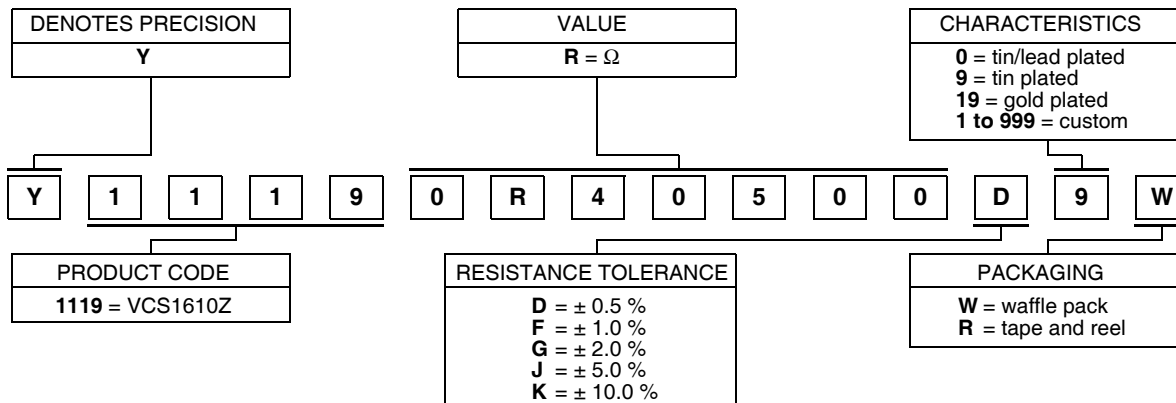 DENOTES PRECISION
Y
VALUE
R = Ω
CHARACTERISTICS
0 = tin/lead plated
9 = tin plated
19 = gold plated
1 to 999 = custom
Y 1 1 1 9 0 R 4 0 5 0 0 D 9 W
PRODUCT CODE
1119 = VCS1610Z
RESISTANCE TOLERANCE
D = ± 0.5 %
F = ± 1.0 %
G = ± 2.0 %
J = ± 5.0 %
K = ± 10.0 %
PACKAGING
W = waffle pack
R = tape and reel